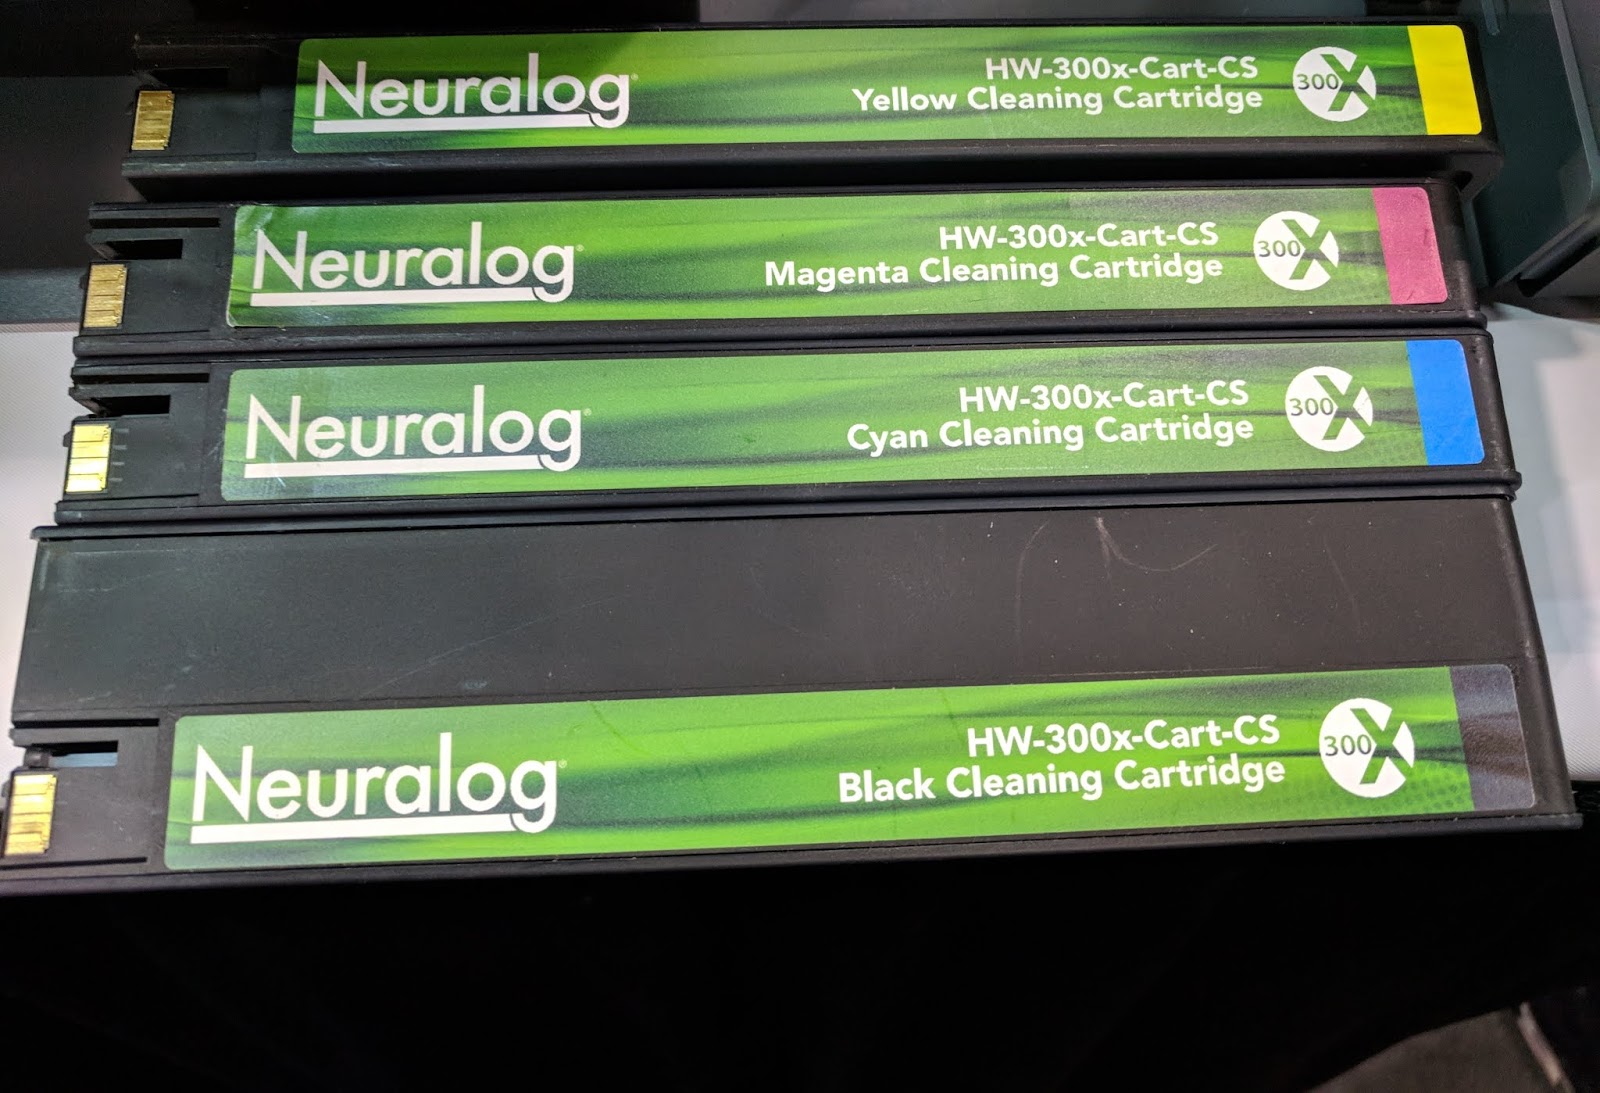 Neuralog®
HW-300x-Cart-CS
Yellow Cleaning Cartridge
300X
Neuralog®
HW-300x-Cart-CS
Magenta Cleaning Cartridge
300X
Neuralog®
HW-300x-Cart-CS
Cyan Cleaning Cartridge
300X
Neuralog®
HW-300x-Cart-CS
Black Cleaning Cartridge
300X